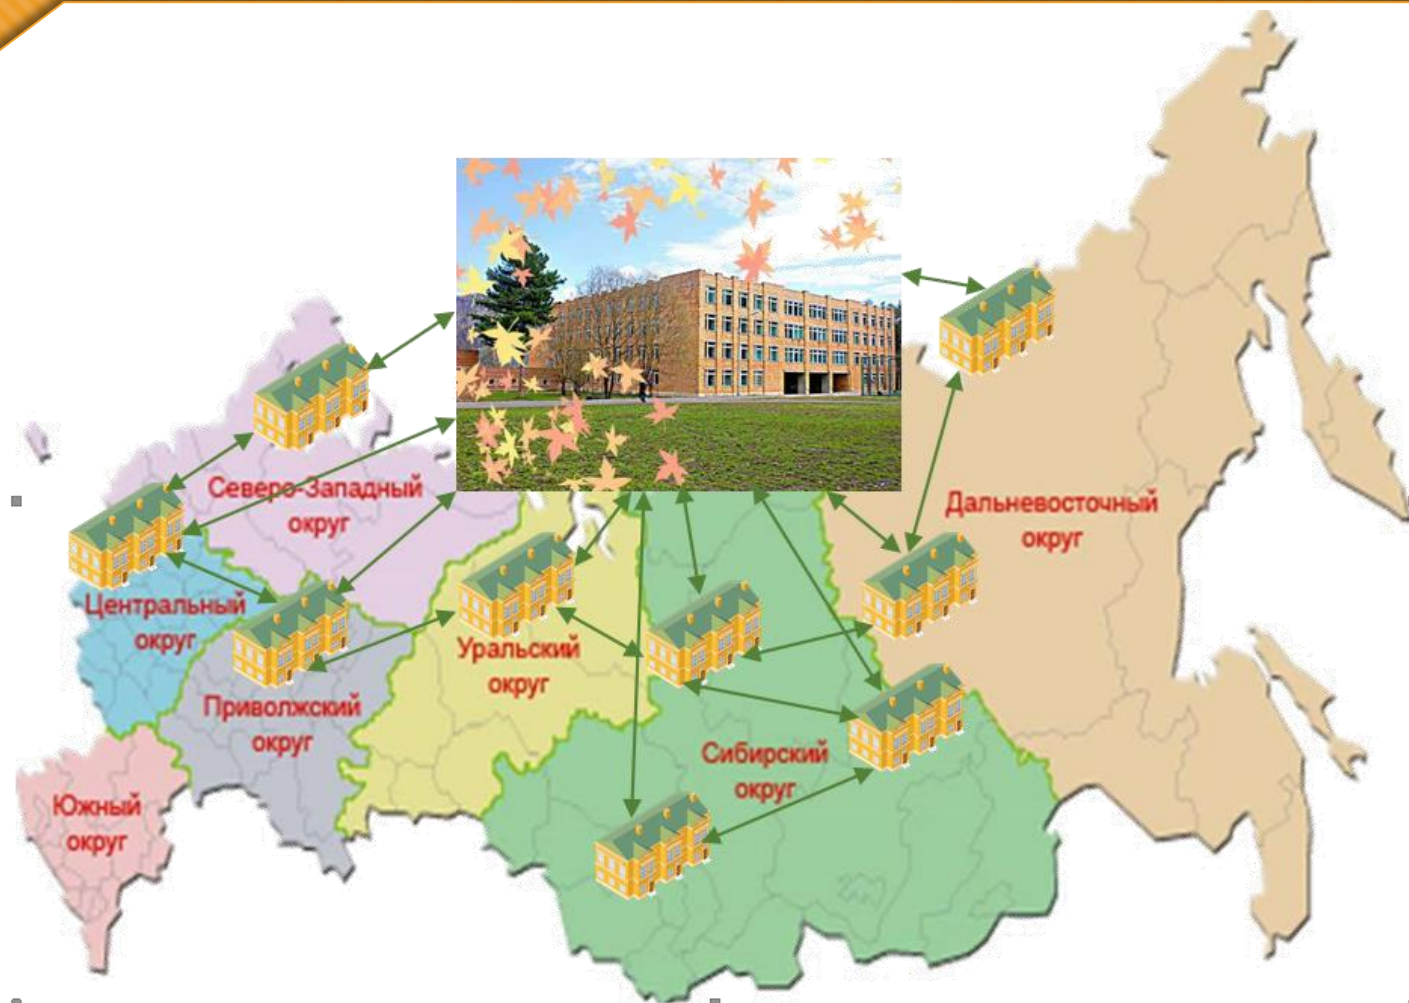 Северо-Западный
округ
Дальневосточный
округ
Центральный
округ
Уральский
округ
Приволжский
округ
Сибирский
округ
Южный
округ